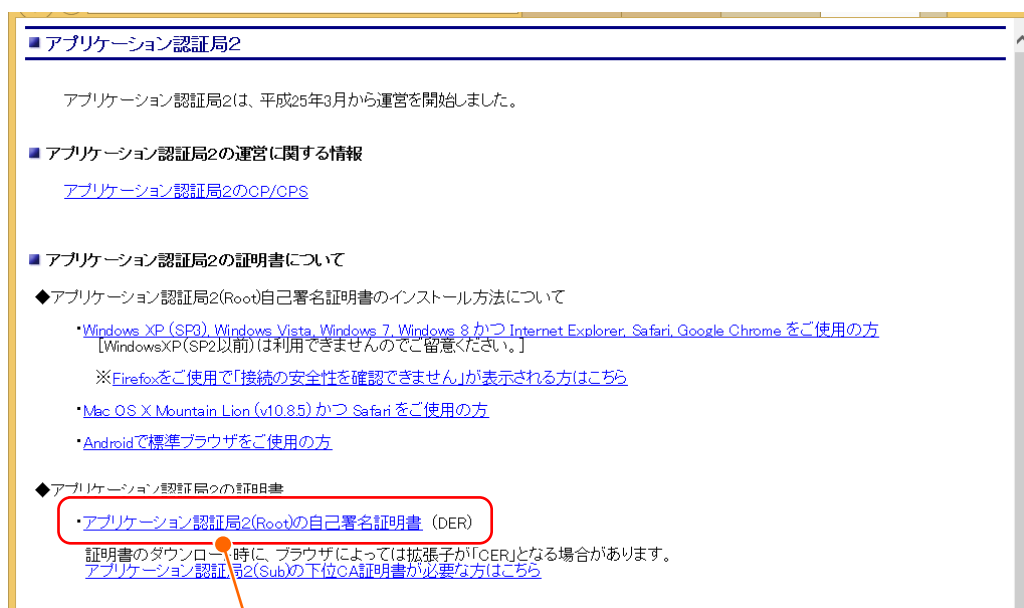 ■ アプリケーション認証局2
アプリケーション認証局2は、平成25年3月から運営を開始しました。
■ アプリケーション認証局2の運営に関する情報
アプリケーション認証局2のCP/CPS
■ アプリケーション認証局2の証明書について
◆アプリケーション認証局2(Root)自己署名証明書のインストール方法について
・Windows XP (SP3), Windows Vista, Windows 7, Windows 8 かつ Internet Explorer, Safari, Google Chrome をご使用の方
[WindowsXP(SP2以前)は利用できませんのでご留意ください。]
※Firefoxをご使用で「接続の安全性を確認できません」が表示される方はこちら
・Mac OS X Mountain Lion (v10.8.5) かつ Safari をご使用の方
・Androidで標準ブラウザをご使用の方
◆アプリケーション認証局2の証明書
・アプリケーション認証局2(Root)の自己署名証明書 (DER)
証明書のダウンロード時に、ブラウザによっては拡張子が「CER」となる場合があります。
アプリケーション認証局2(Sub)の下位CA証明書が必要な方はこちら